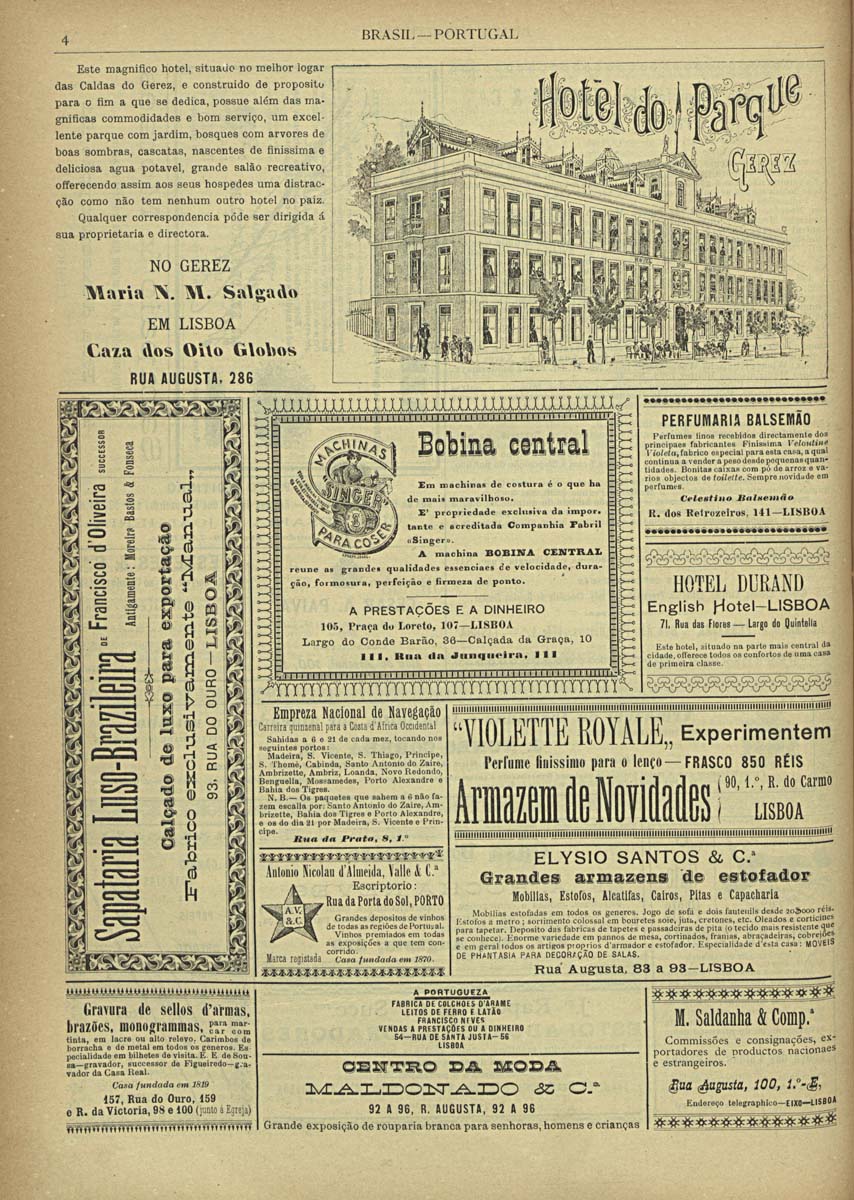 4
BRASIL—PORTUGAL
Este magnifico hotel, situado no melhor logar
das Caldas do Gerez, e construido de proposito
para o fim a que se dedica, possue além das ma-
gnificas commodidades e bom serviço, um excel-
lente parque com jardim, bosques com arvores de
boas sombras, cascatas, nascentes de finissima e
deliciosa agua potavel, grande salão recreativo,
offerecendo assim aos seus hospedes uma distrac-
ção como não tem nenhum outro hotel no paiz.
Qualquer correspondencia póde ser dirigida á
sua proprietaria e directora.
NO GEREZ
Maria N. M. Salgado
EM LISBOA
Caza dos Oito Globos
RUA AUGUSTA, 286
Hotel do Parque
GEREZ
Sapataria Luso-Brazileira DE Francisco d'Oliveira SUCCESSOR
Antigamente: Moreira Bastos & Fonseca
Calçado de luxo para exportação
Fabrico exclusivamente "Manual„
93, RUA DO OURO—LISBOA
MACHINAS
"SINGER"
PARA COSER
Bobina central
Em machinas de costura é o que ha
de mais maravilhoso.
E' propriedade exclusiva da impor-
tante e acreditada Companhia Fabril
«Singer».
A machina BOBINA CENTRAL
reune as grandes qualidades essenciaes de velocidade, dura-
ção, formosura, perfeição e firmeza de ponto.
A PRESTAÇÕES E A DINHEIRO
105, Praça do Loreto, 107—LISBOA
Largo do Conde Barão, 36—Calçada da Graça, 10
111, Rua da Junqueira, 111
PERFUMARIA BALSEMÃO
Perfumes finos recebidos directamente dos
principaes fabricantes Finissima Veloutine
Violeta, fabrico especial para esta casa, a qual
continua a vender a peso desde pequenas quan-
tidades. Bonitas caixas com pó de arroz e va-
rios objectos de toilette. Sempre novidade em
perfumes.
Celestino Balsemão
R. dos Retrozeiros, 141—LISBOA
HOTEL DURAND
English Hotel—LISBOA
71, Rua das Flores — Largo do Quintella
Este hotel, situado na parte mais central da
cidade, offerece todos os confortos de uma casa
de primeira classe.
Empreza Nacional de Navegação
Carreira quinzenal para a Costa d'Africa Occidental
Sahidas a 6 e 21 de cada mez, tocando nos
seguintes portos:
Madeira, S. Vicente, S. Thiago, Principe,
S. Thomé, Cabinda, Santo Antonio do Zaire,
Ambrizette, Ambriz, Loanda, Novo Redondo,
Benguella, Mossamedes, Porto Alexandre e
Bahia dos Tigres.
N. B.— Os paquetes que sahem a 6 não fa-
zem escalla por: Santo Antonio do Zaire, Am-
brizette, Bahia dos Tigres e Porto Alexandre,
e os do dia 21 por Madeira, S. Vicente e Prin-
cipe.
Rua da Prata, 8, 1.º
"VIOLETTE ROYALE„ Experimentem
Perfume finissimo para o lenço — FRASCO 850 RÉIS
Armazem de Novidades
90, 1.º, R. do Carmo
LISBOA
Antonio Nicolau d'Almeida, Valle & C.ª
Escriptorio:
Rua da Porta do Sol, PORTO
A.V.
& C.
Marca registada
Grandes depositos de vinhos
de todas as regiões de Portugal.
Vinhos premiados em todas
as exposições a que tem con-
corrido.
Casa fundada em 1870.
ELYSIO SANTOS & C.ª
Grandes armazens de estofador
Mobilias, Estofos, Alcatifas, Cairos, Pitas e Capacharia
Mobilias estofadas em todos os generos. Jogo de sofá e dois fauteuils desde 20$000 réis.
Estofos a metro; sortimento colossal em bouretes soie, juta, cretones, etc. Oleados e corticines
para tapetar. Deposito das fabricas de tapetes e passadeiras de pita (o tecido mais resistente que
se conhece). Enorme variedade em pannos de mesa, cortinados, franjas, abraçadeiras, cobrejões
e em geral todos os artigos proprios d'armador e estofador. Especialidade d'esta casa: MOVEIS
DE PHANTASIA PARA DECORAÇÃO DE SALAS.
Rua Augusta, 83 a 93—LISBOA
Gravura de sellos d'armas,
brazões, monogrammas, para mar-
car com
tinta, em lacre ou alto relevo. Carimbos de
borracha e de metal em todos os generos. Es-
pecialidade em bilhetes de visita. E. E. de Sou-
sa—gravador, successor de Figueiredo—gra-
vador da Casa Real.
Casa fundada em 1819
157, Rua do Ouro, 159
e R. da Victoria, 98 e 100 (junto á Egreja)
A PORTUGUEZA
FABRICA DE COLCHÕES D'ARAME
LEITOS DE FERRO E LATÃO
FRANCISCO NEVES
VENDAS A PRESTAÇÕES OU A DINHEIRO
54—RUA DE SANTA JUSTA—56
LISBOA
CENTRO DA MODA
MALDONADO & C.ª
92 A 96, R. AUGUSTA, 92 A 96
Grande exposição de rouparia branca para senhoras, homens e crianças
M. Saldanha & Comp.ª
Commissões e consignações, ex-
portadores de productos nacionaes
e estrangeiros.
Rua Augusta, 100, 1.º-E,
Endereço telegraphico—EIXO—LISBOA